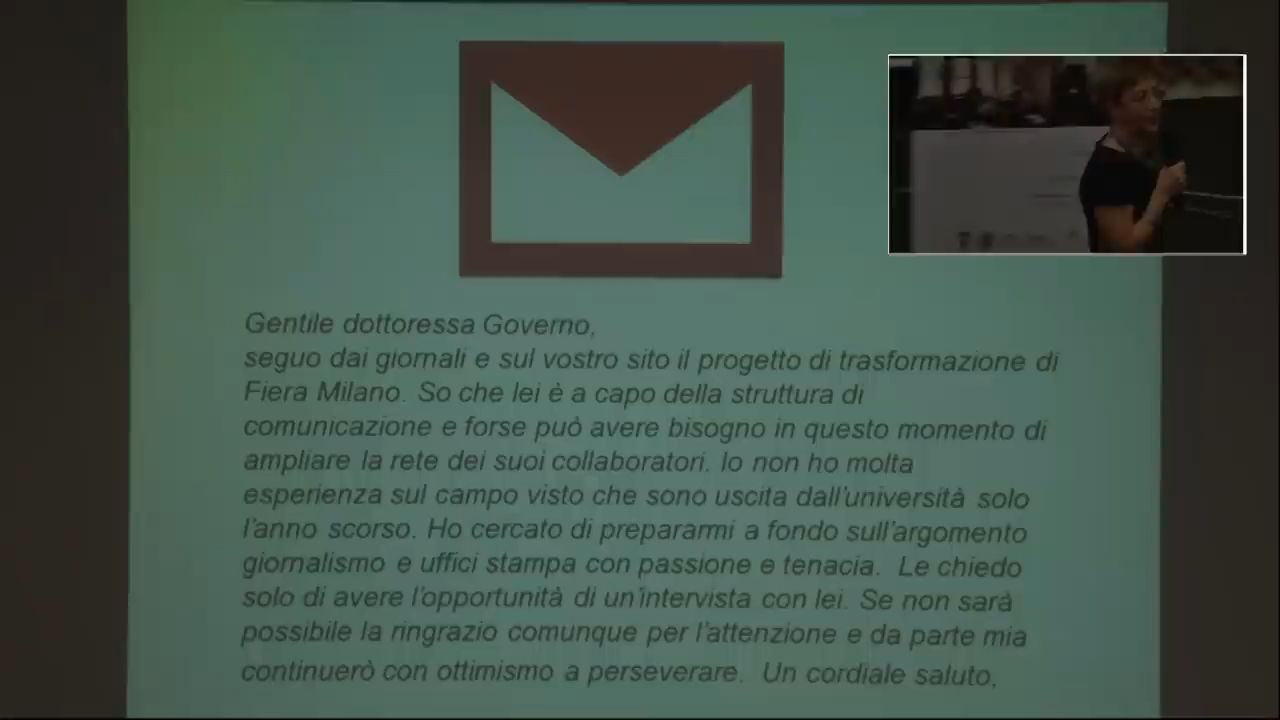 Gentile dottoressa Governo,
seguo dai giornali e sul vostro sito il progetto di trasformazione di
Fiera Milano. So che lei è a capo della struttura di
comunicazione e forse può avere bisogno in questo momento di
ampliare la rete dei suoi collaboratori. Io non ho molta
esperienza sul campo visto che sono uscita dall'università solo
l'anno scorso. Ho cercato di prepararmi a fondo sull'argomento
giornalismo e uffici stampa con passione e tenacia. Le chiedo
solo di avere l'opportunità di un'intervista con lei. Se non sarà
possibile la ringrazio comunque per l'attenzione e da parte mia
continuerò con ottimismo a perseverare. Un cordiale saluto,